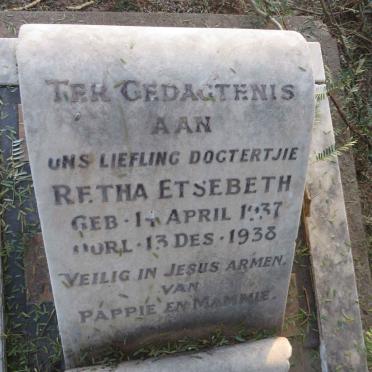 TER GEDAGTENIS
AAN
ONS LIEFLING DOGTERTJIE
RETHA ETSEBETH
GEB · 14 APRIL 1937
OORL · 13 DES · 1938
VEILIG IN JESUS ARMEN.
VAN
PAPPIE EN MAMMIE.